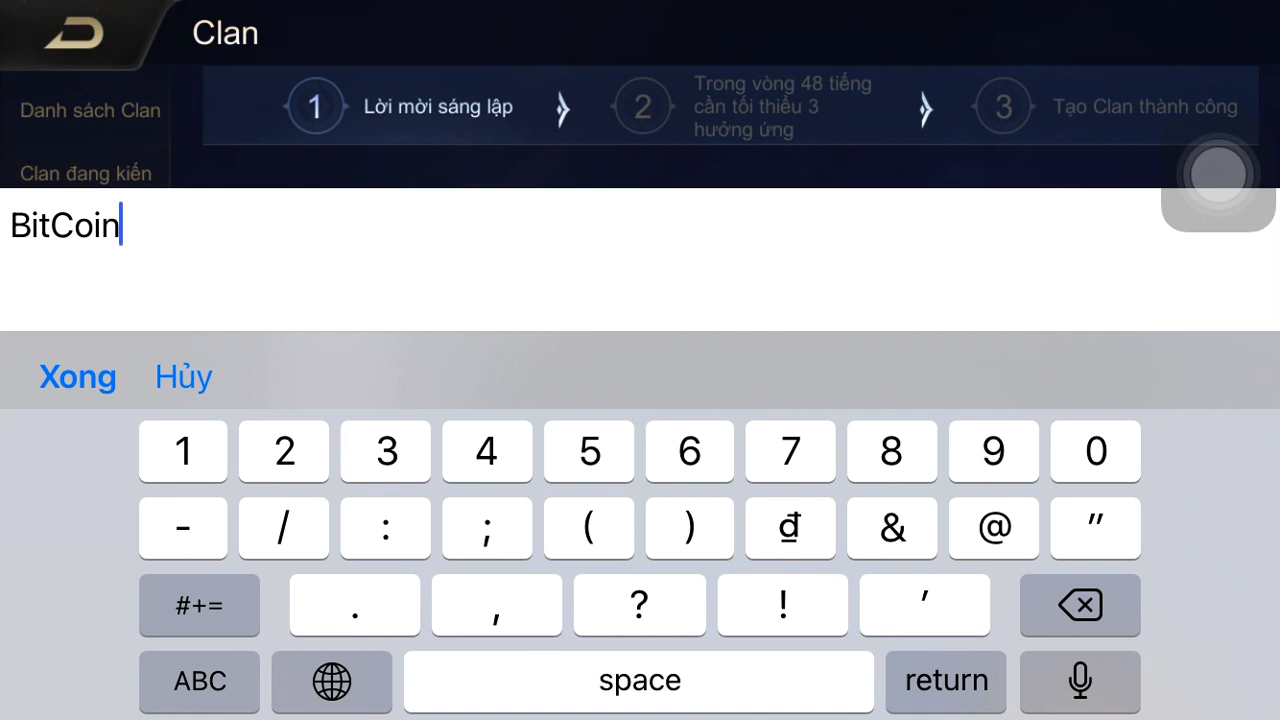 Clan
Danh sách Clan
1 Lời mời sáng lập
2 Trong vòng 48 tiếng
cần tối thiểu 3
hưởng ứng
3 Tạo Clan thành công
Clan đang kiến
BitCoin
Xong Hủy
1 2 3 4 5 6 7 8 9 0
- / : ; ( ) ₫ & @ "
#+= . , ? ! ′
ABC space return